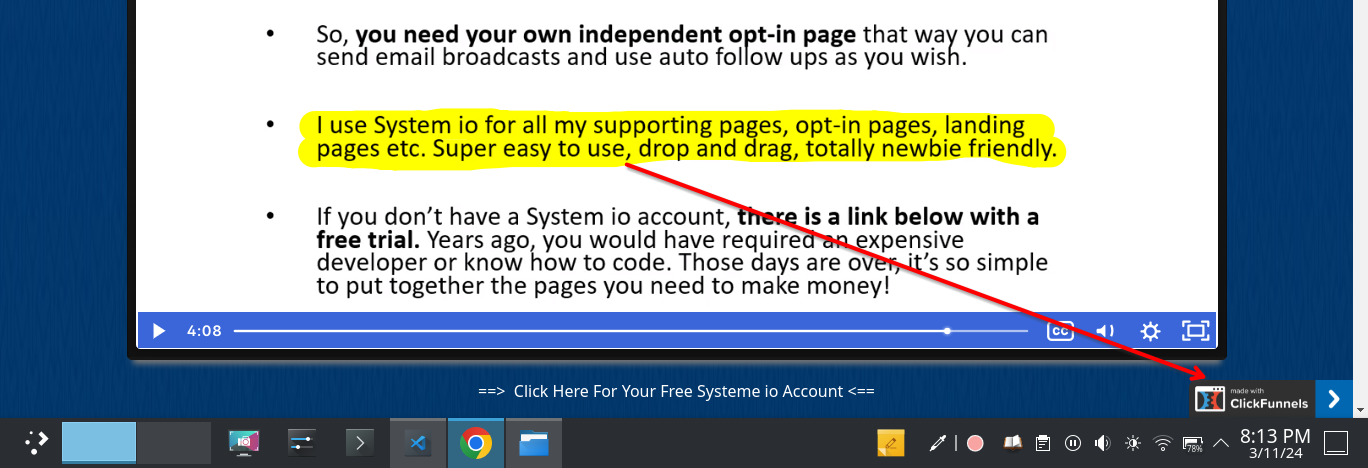 • So, you need your own independent opt-in page that way you can
send email broadcasts and use auto follow ups as you wish.
• I use System io for all my supporting pages, opt-in pages, landing
pages etc. Super easy to use, drop and drag, totally newbie friendly.
• If you don’t have a System io account, there is a link below with a
free trial. Years ago, you would have required an expensive
developer or know how to code. Those days are over, it’s so simple
to put together the pages you need to make money!
4:08
CC
==> Click Here For Your Free Systeme io Account <==
made with
ClickFunnels
78%
8:13 PM
3/11/24